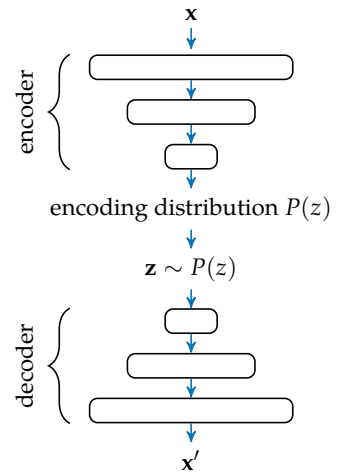 x
encoder
encoding distribution P(z)
z ∼ P(z)
decoder
x′